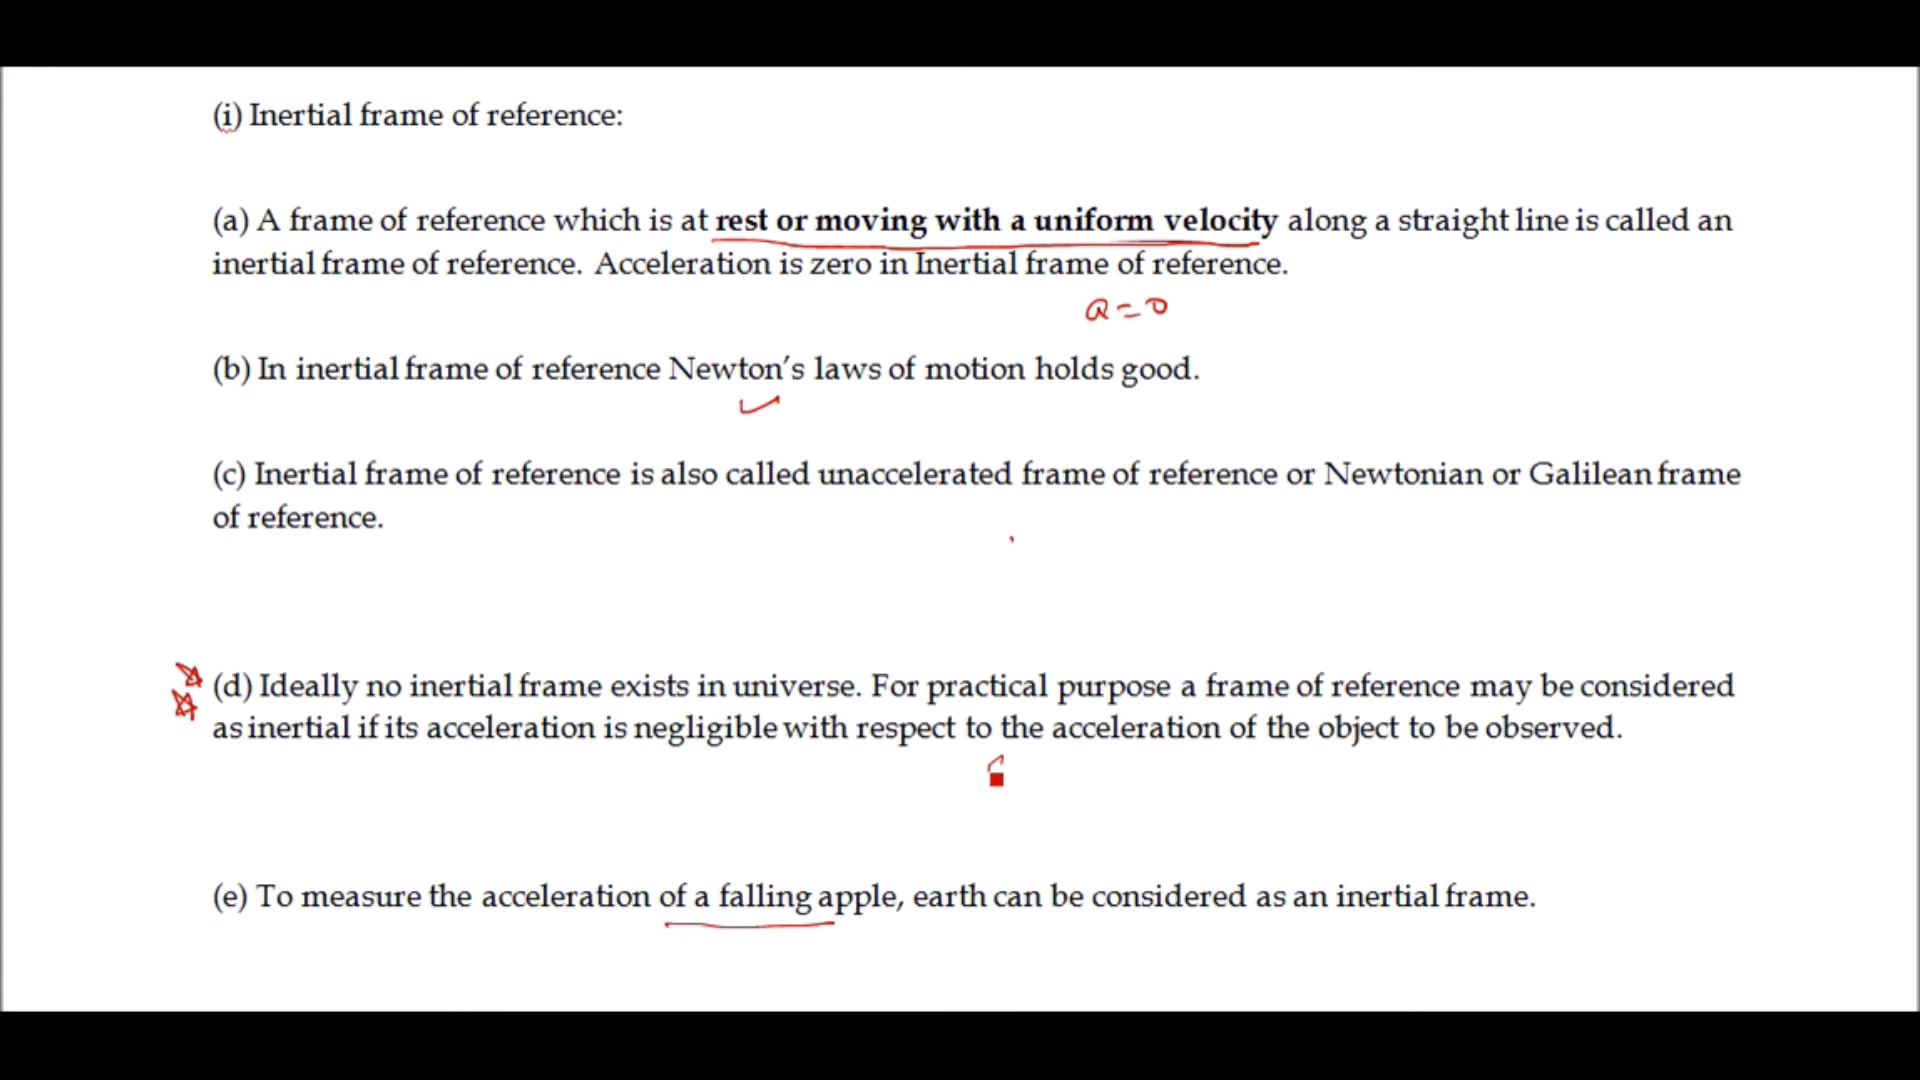 (i) Inertial frame of reference:
(a) A frame of reference which is at rest or moving with a uniform velocity along a straight line is called an
inertial frame of reference. Acceleration is zero in Inertial frame of reference.
a=0
(b) In inertial frame of reference Newton’s laws of motion holds good.
(c) Inertial frame of reference is also called unaccelerated frame of reference or Newtonian or Galilean frame
of reference.
(d) Ideally no inertial frame exists in universe. For practical purpose a frame of reference may be considered
as inertial if its acceleration is negligible with respect to the acceleration of the object to be observed.
(e) To measure the acceleration of a falling apple, earth can be considered as an inertial frame.